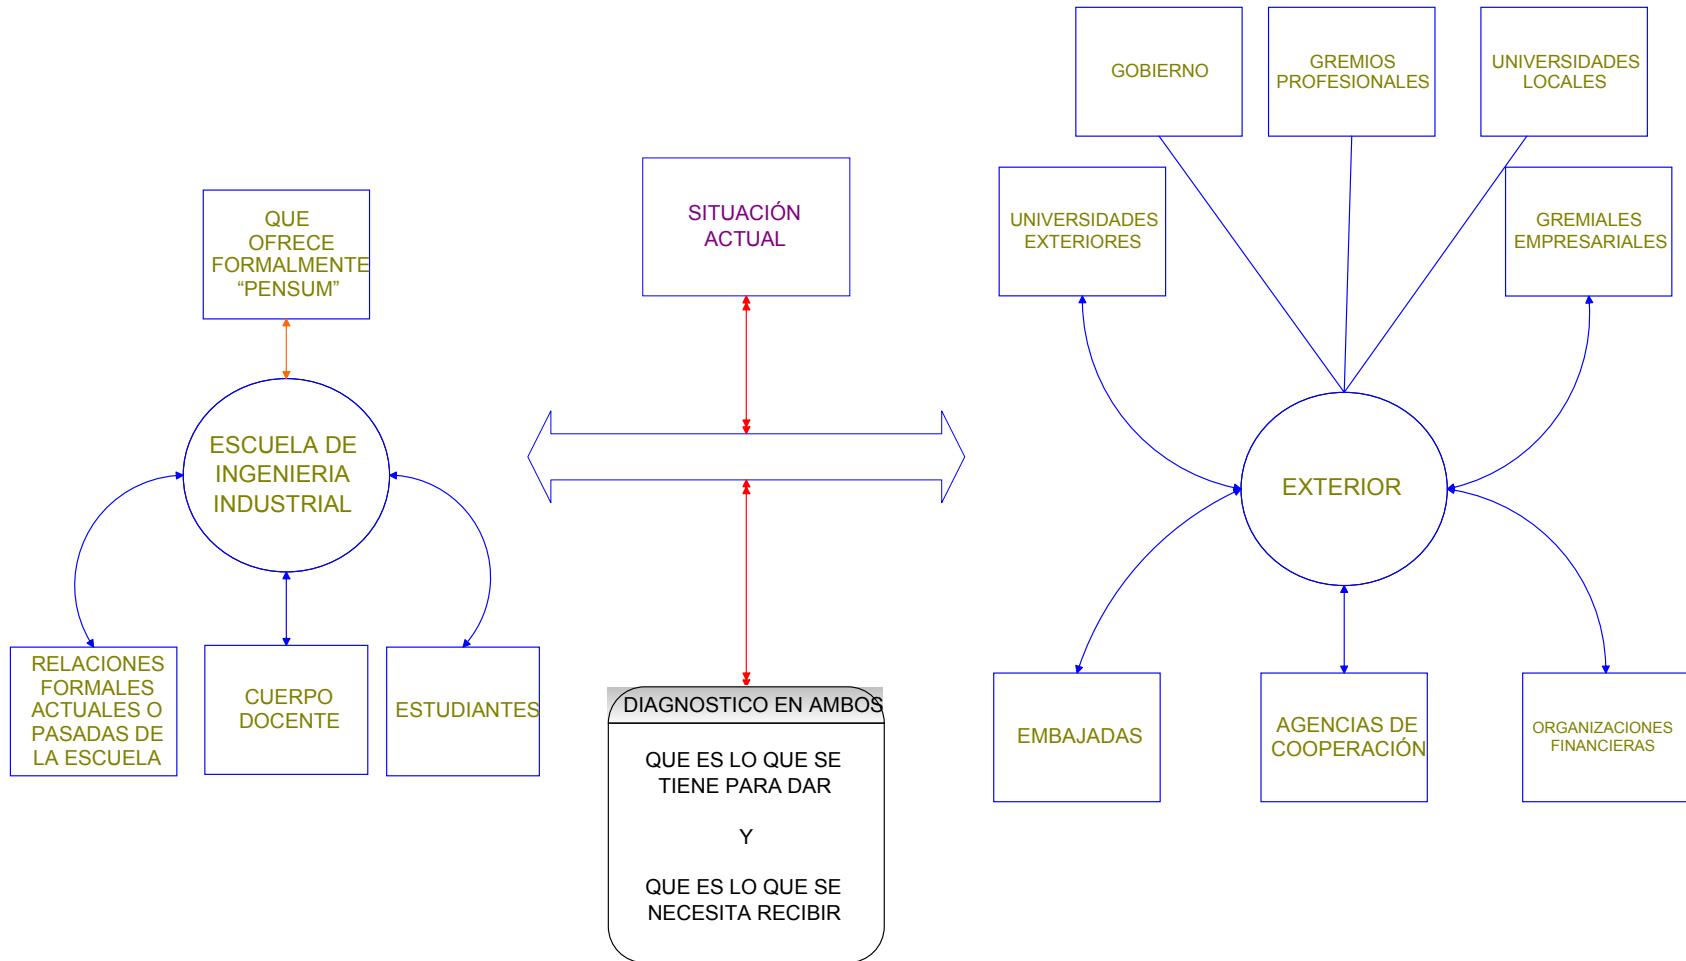 GOBIERNO
GREMIOS
PROFESIONALES
UNIVERSIDADES
LOCALES
QUE
OFRECE
FORMALMENTE
“PENSUM”
SITUACIÓN
ACTUAL
UNIVERSIDADES
EXTERIORES
GREMIALES
EMPRESARIALES
ESCUELA DE
INGENIERIA
INDUSTRIAL
EXTERIOR
RELACIONES
FORMALES
ACTUALES O
PASADAS DE
LA ESCUELA
CUERPO
DOCENTE
ESTUDIANTES
DIAGNOSTICO EN AMBOS
QUE ES LO QUE SE
TIENE PARA DAR
Y
QUE ES LO QUE SE
NECESITA RECIBIR
EMBAJADAS
AGENCIAS DE
COOPERACIÓN
ORGANIZACIONES
FINANCIERAS